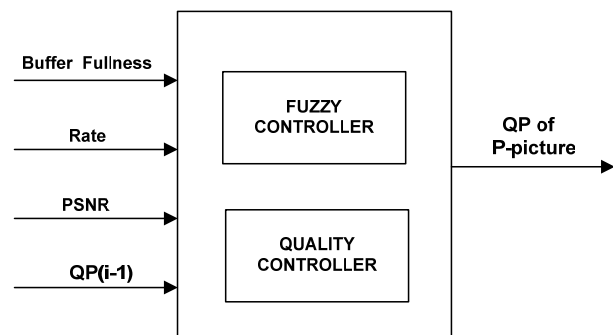 Buffer Fullness
Rate
PSNR
QP(i-1)
FUZZY
CONTROLLER
QUALITY
CONTROLLER
QP of
P-picture